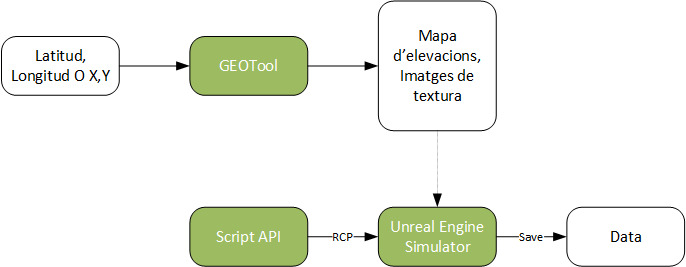 Latitud,
Longitud O X,Y
GEOTool
Mapa
d’elevacions,
Imatges de
textura
Script API
RCP
Unreal Engine
Simulator
Save
Data